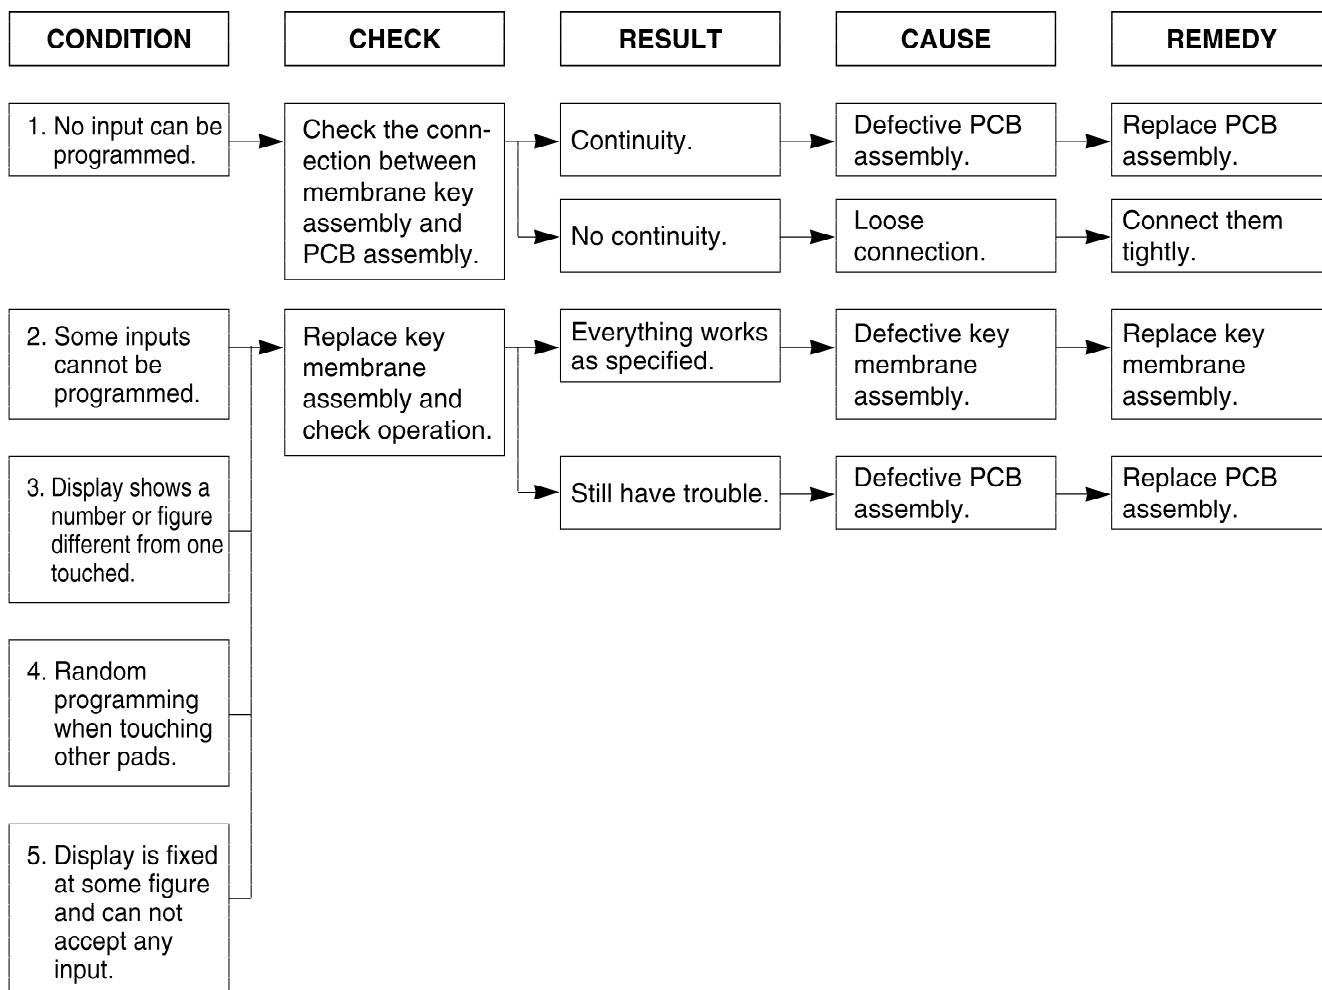 CONDITION
CHECK
RESULT
CAUSE
REMEDY
1. No input can be
programmed.
Check the conn-
ection between
membrane key
assembly and
PCB assembly.
Continuity.
Defective PCB
assembly.
Replace PCB
assembly.
No continuity.
Loose
connection.
Connect them
tightly.
2. Some inputs
cannot be
programmed.
Replace key
membrane
assembly and
check operation.
Everything works
as specified.
Defective key
membrane
assembly.
Replace key
membrane
assembly.
3. Display shows a
number or figure
different from one
touched.
Still have trouble.
Defective PCB
assembly.
Replace PCB
assembly.
4. Random
programming
when touching
other pads.
5. Display is fixed
at some figure
and can not
accept any
input.